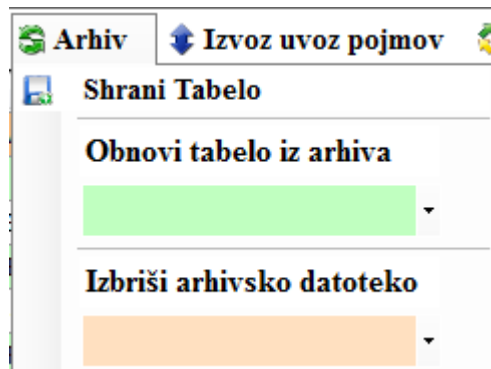 Arhiv
Izvoz uvoz pojmov
Shrani Tabelo
Obnovi tabelo iz arhiva
Izbriši arhivsko datoteko